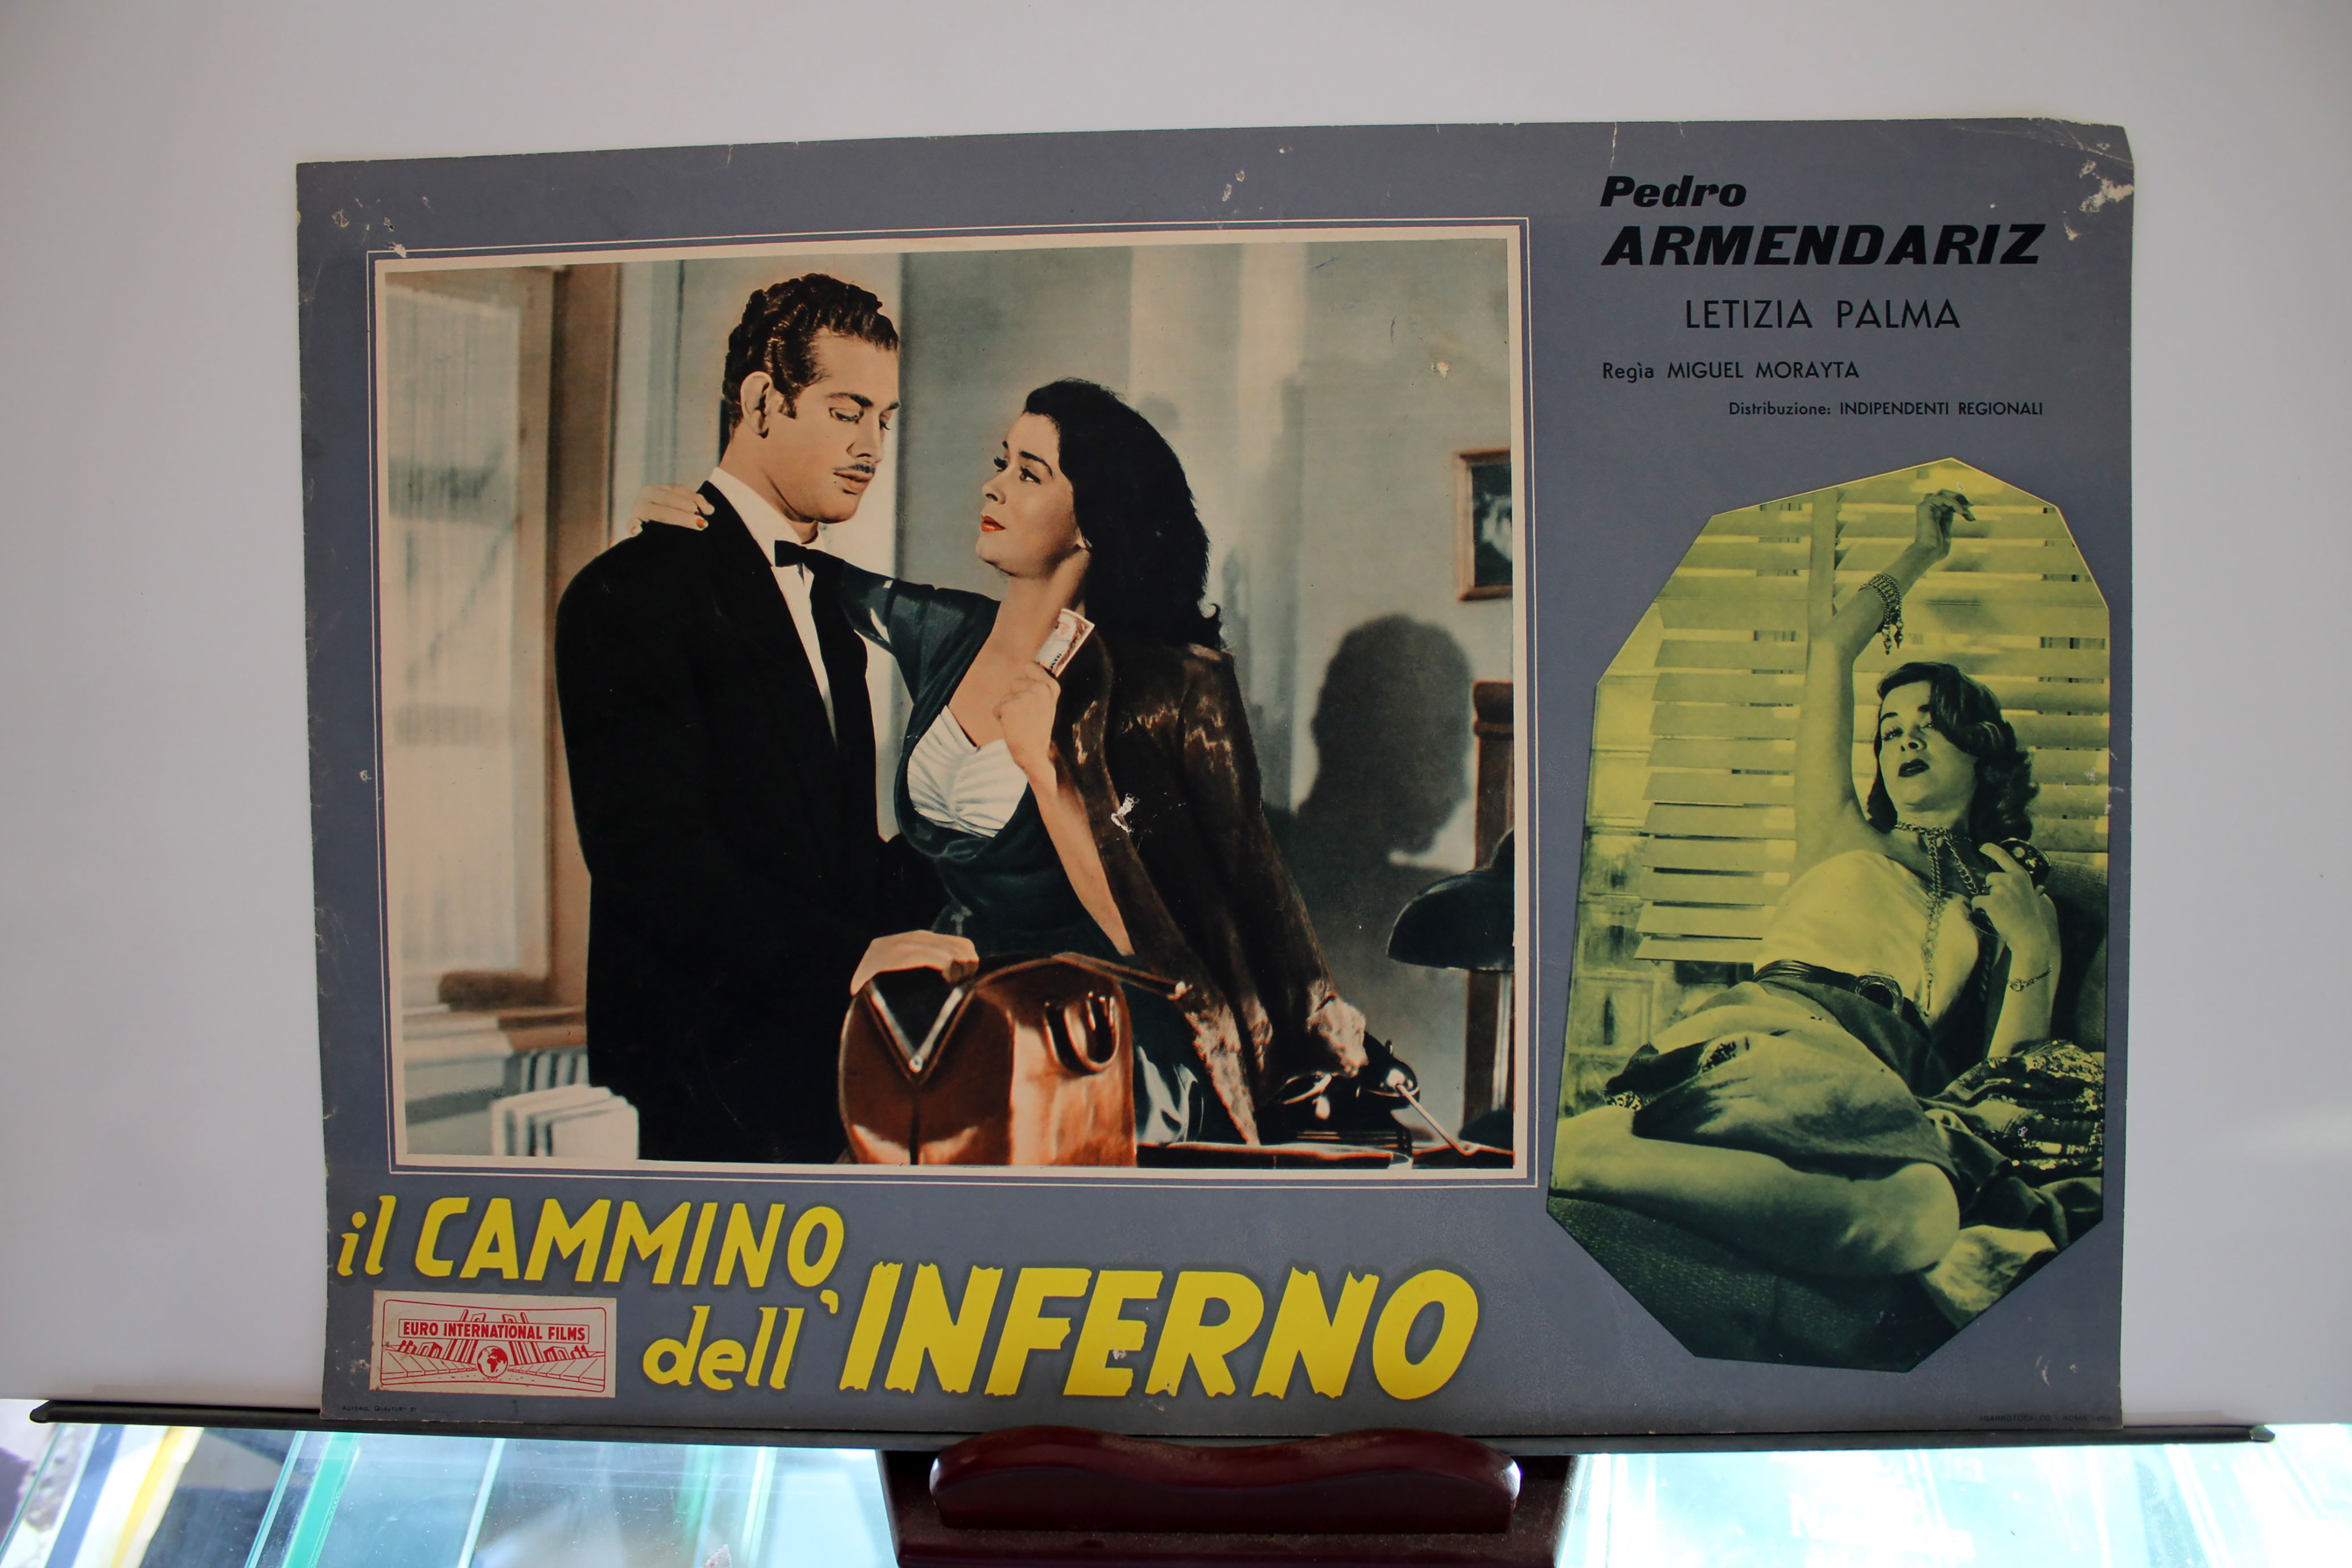 Pedro
ARMENDARIZ
LETIZIA PALMA
Regìa MIGUEL MORAYTA
Distribuzione: INDIPENDENTI REGIONALI
il CAMMINO
dell'INFERNO
EURO INTERNATIONAL FILMS